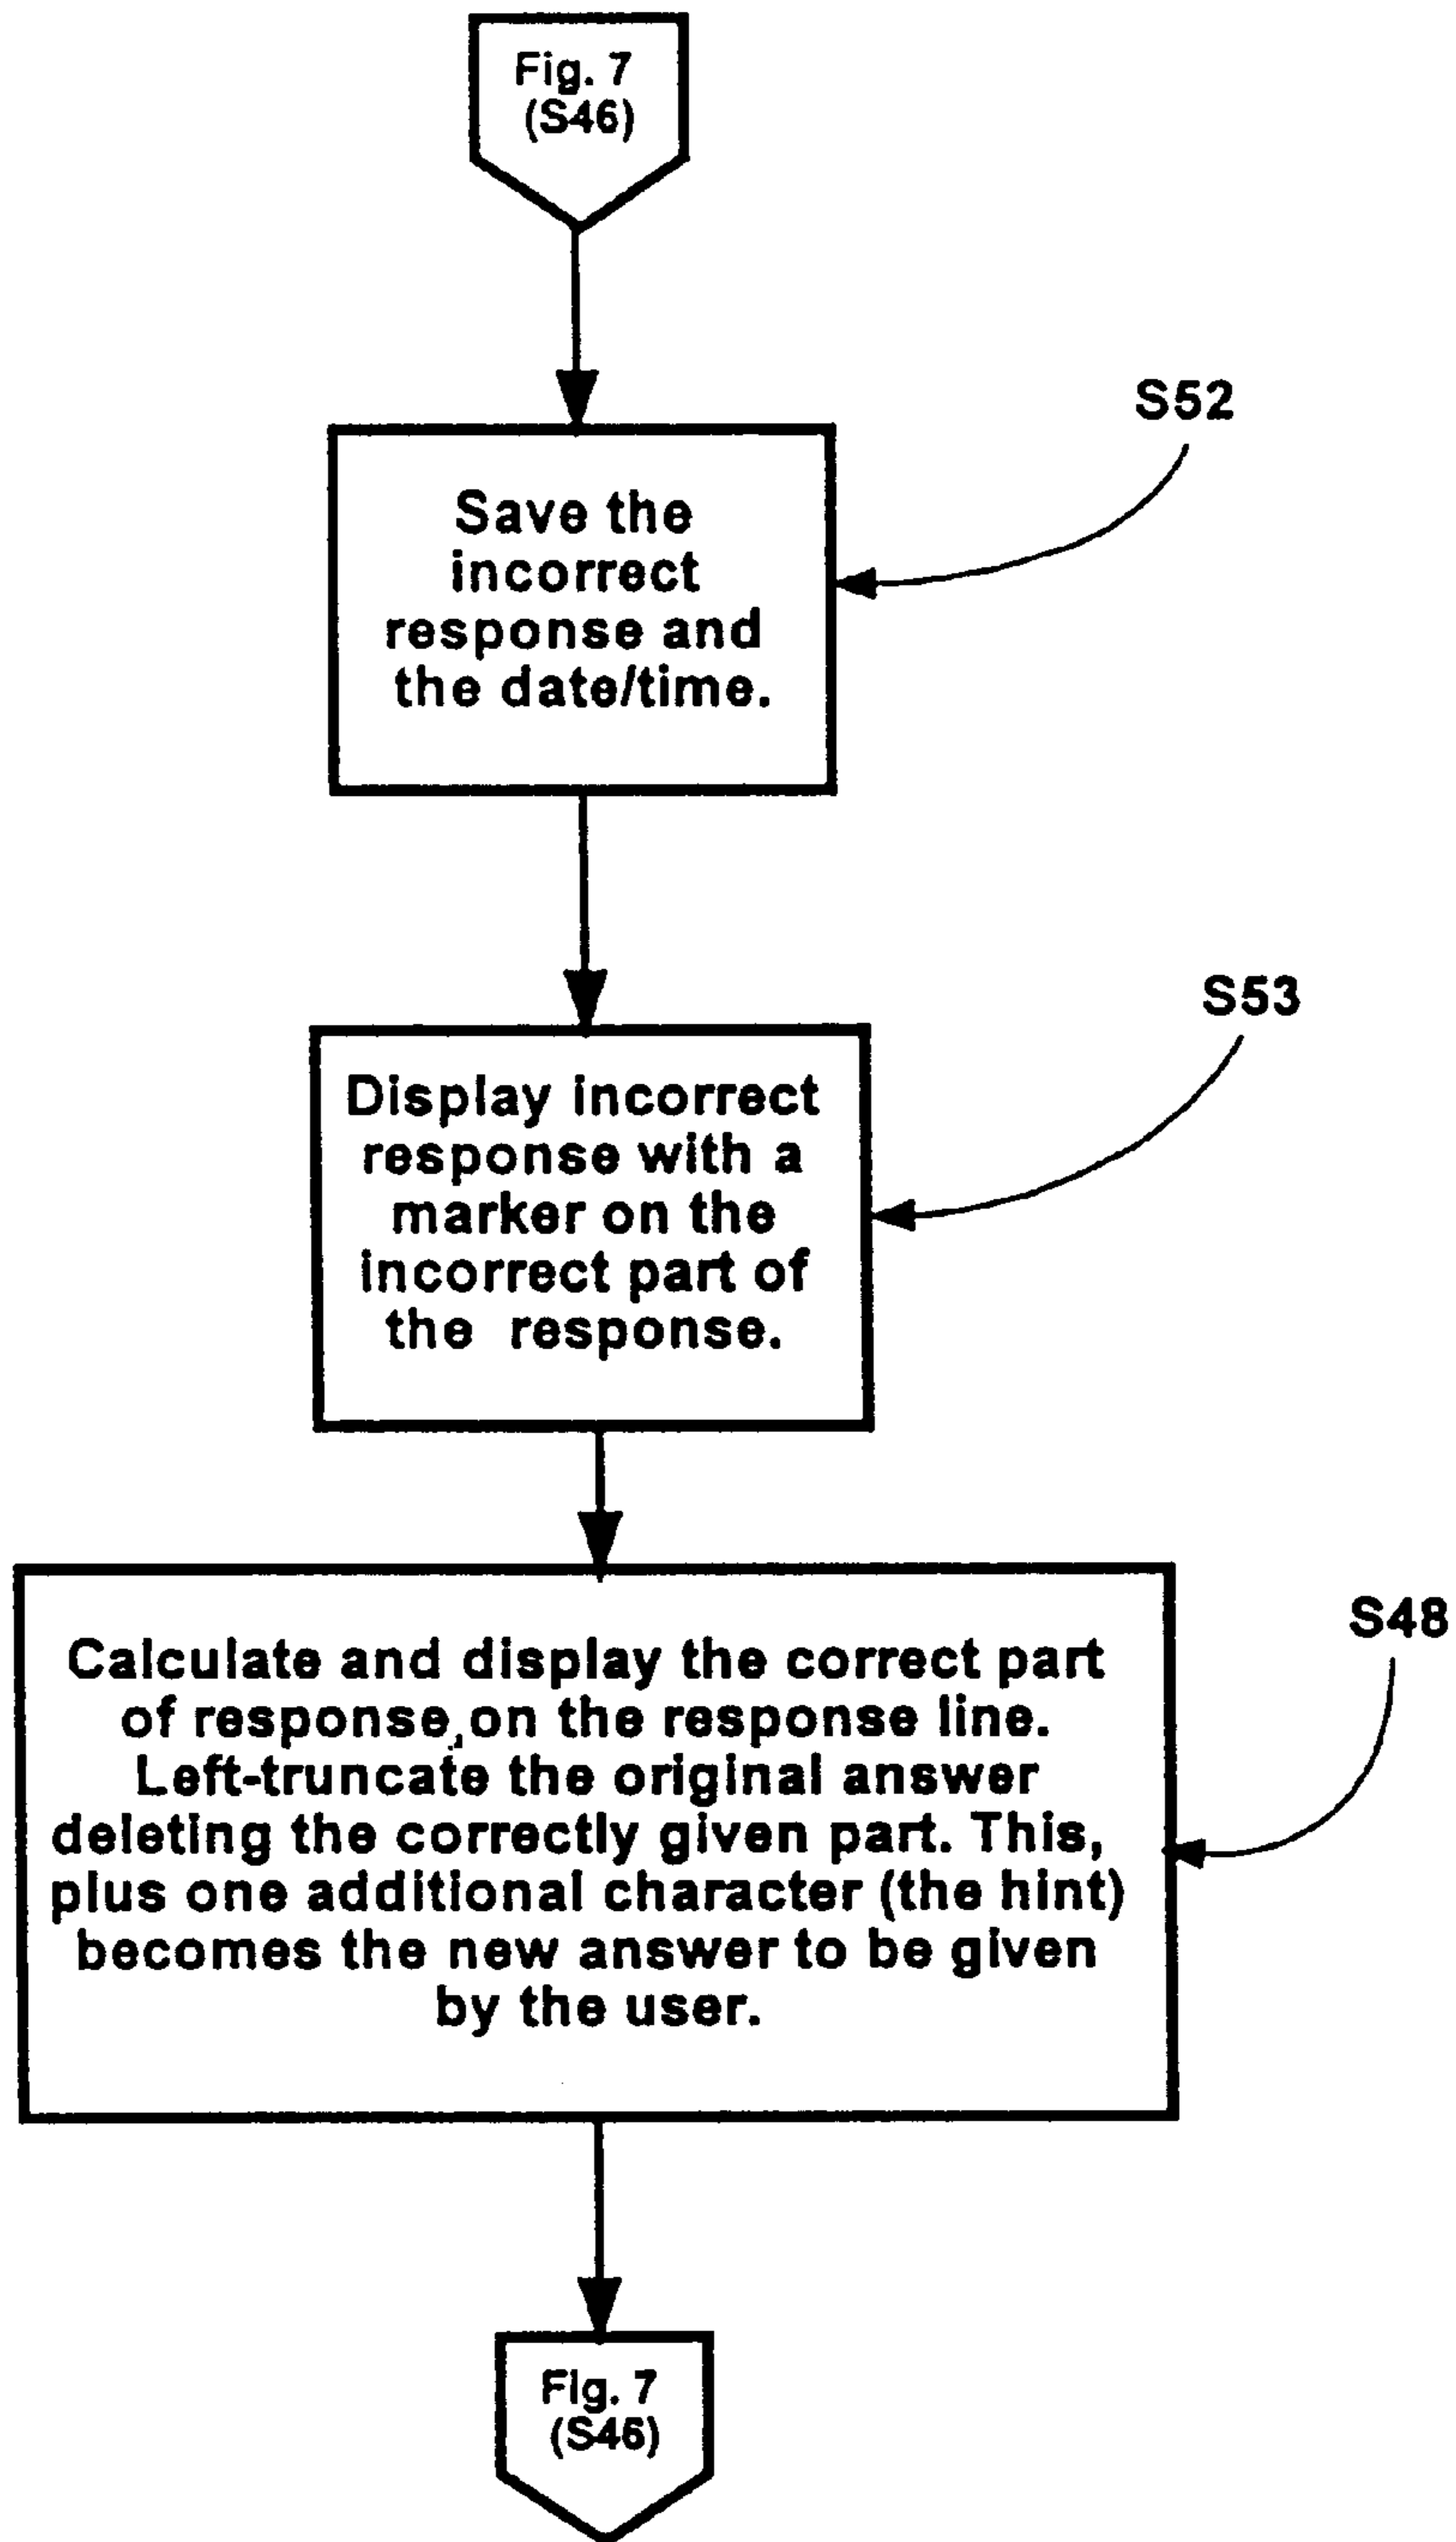 Fig. 7
(S46)
S52
Save the
incorrect
response and
the date/time.
S53
Display incorrect
response with a
marker on the
incorrect part of
the response.
S48
Calculate and display the correct part
of response on the response line.
Left-truncate the original answer
deleting the correctly given part. This,
plus one additional character (the hint)
becomes the new answer to be given
by the user.
Fig. 7
(S46)